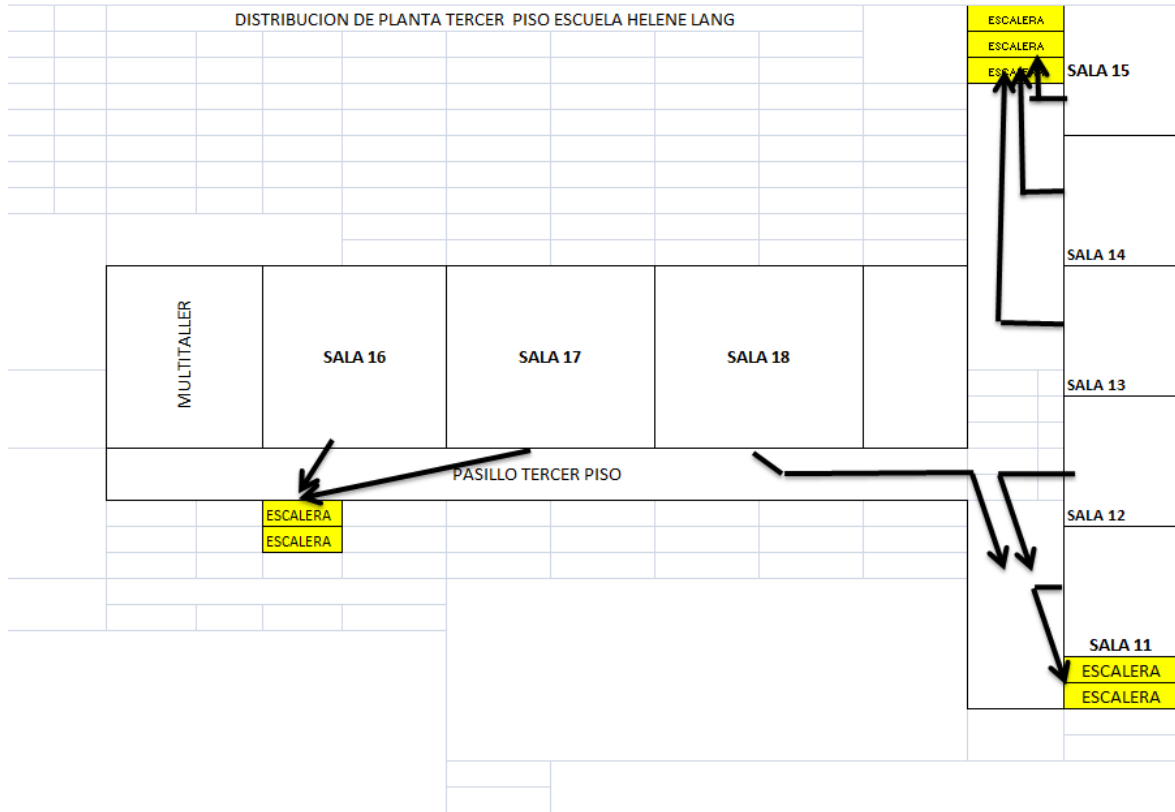 DISTRIBUCION DE PLANTA TERCER PISO ESCUELA HELENE LANG
ESCALERA
ESCALERA
ESCALERA
SALA 15
SALA 14
MULTITALLER
SALA 16
SALA 17
SALA 18
SALA 13
PASILLO TERCER PISO
ESCALERA
ESCALERA
SALA 12
SALA 11
ESCALERA
ESCALERA